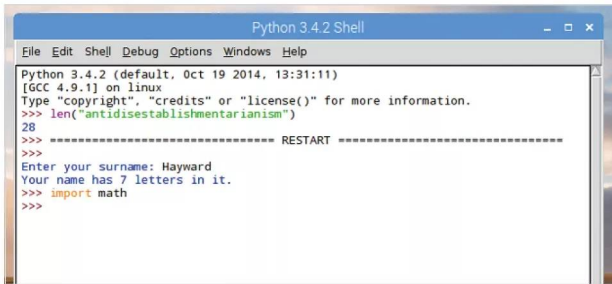 Python 3.4.2 Shell
File Edit Shell Debug Options Windows Help
Python 3.4.2 (default, Oct 19 2014, 13:31:11)
[GCC 4.9.1] on linux
Type "copyright", "credits" or "license()" for more information.
>>> len("antidisestablishmentarianism")
28
>>> ================================ RESTART ================================
>>>
Enter your surname: Hayward
Your name has 7 letters in it.
>>> import math
>>>